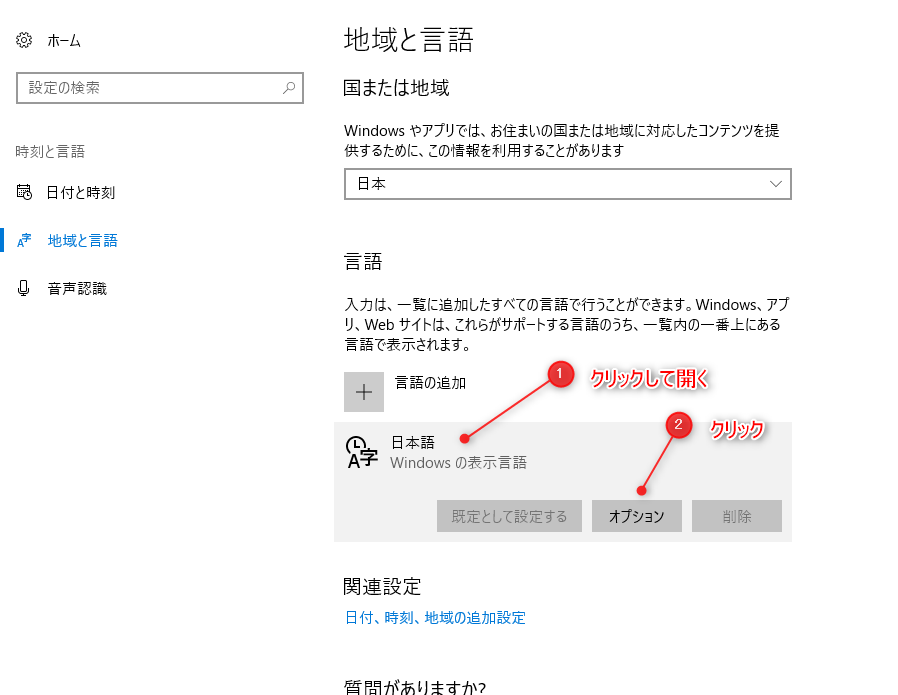 ホーム
設定の検索
時刻と言語
日付と時刻
地域と言語
音声認識
地域と言語
国または地域
Windows やアプリでは、お住まいの国または地域に対応したコンテンツを提
供するために、この情報を利用することがあります
日本
言語
入力は、一覧に追加したすべての言語で行うことができます。Windows、アプ
リ、Web サイトは、これらがサポートする言語のうち、一覧内の一番上にある
言語で表示されます。
言語の追加
1 クリックして開く
2 クリック
日本語
Windows の表示言語
既定として設定する オプション 削除
関連設定
日付、時刻、地域の追加設定
質問がありますか?